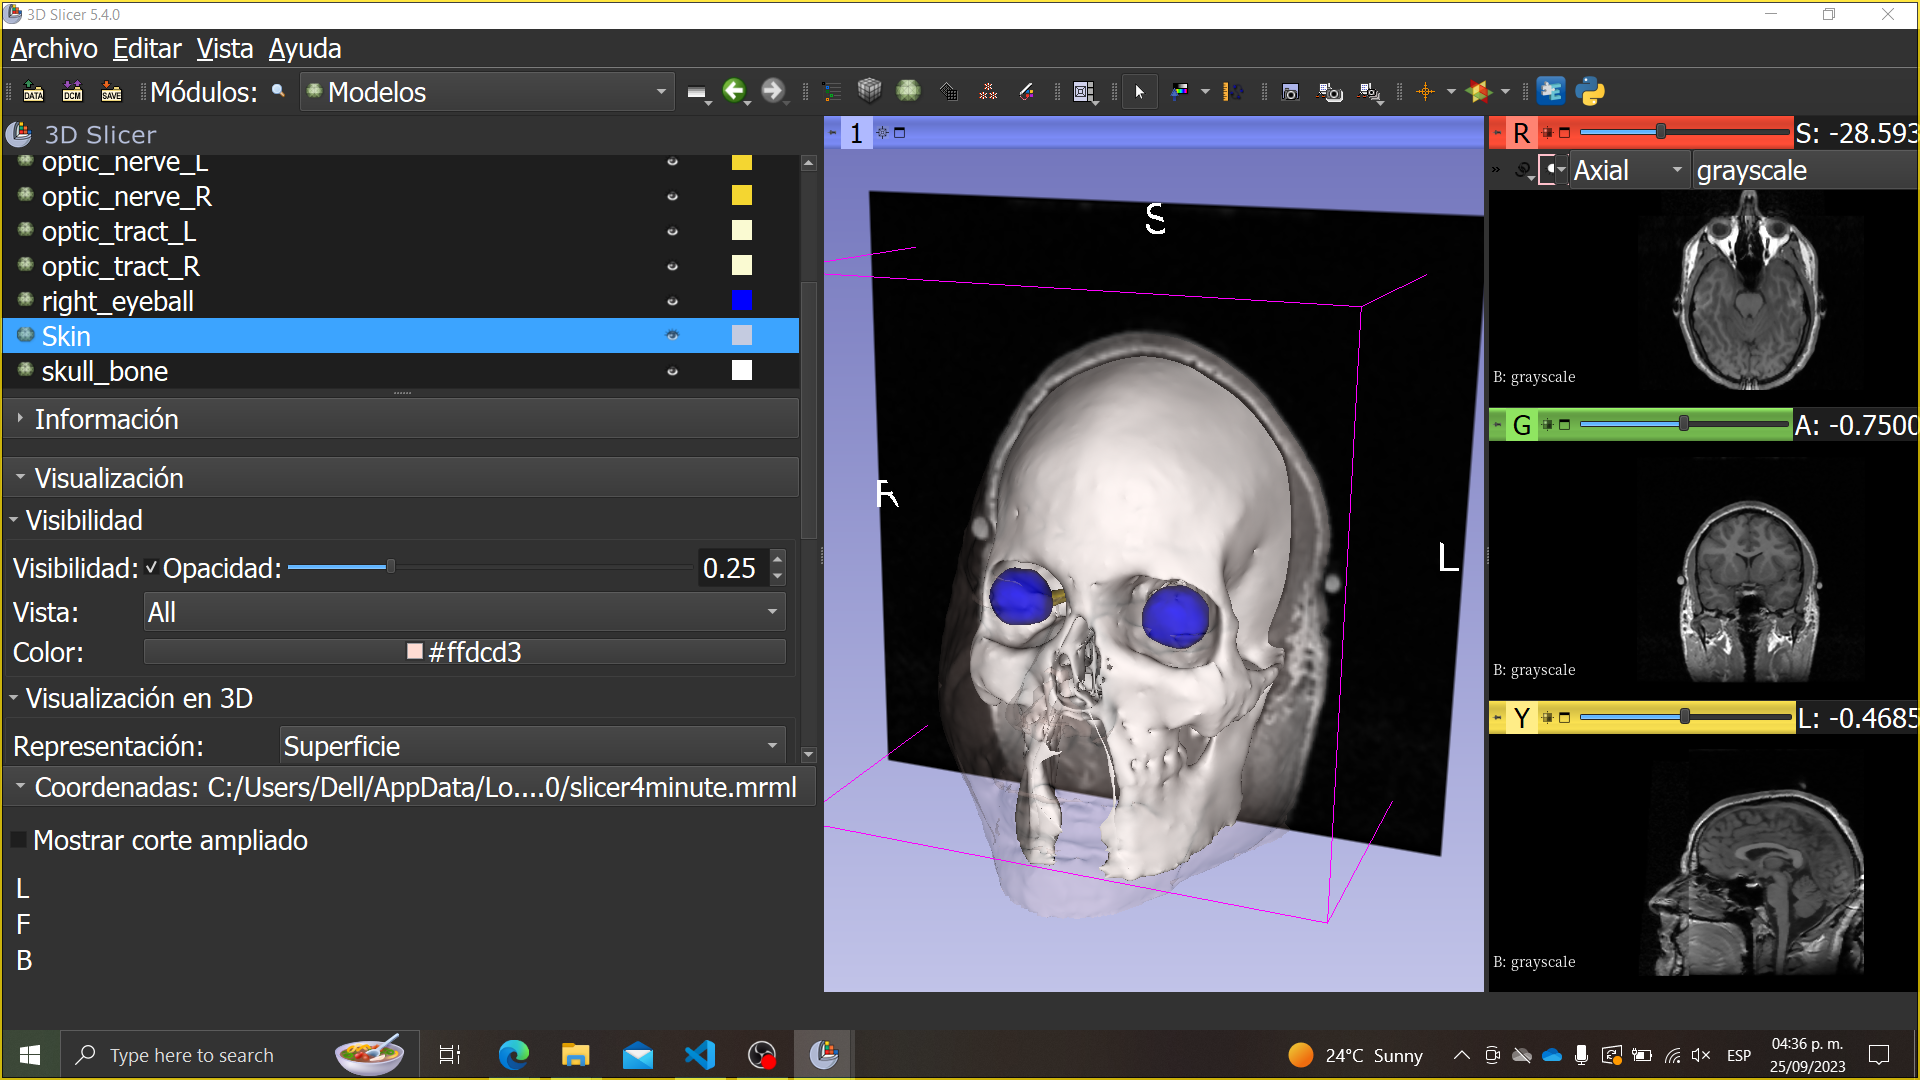 3D Slicer 5.4.0
Archivo Editar Vista Ayuda
DATA DCM SAVE Módulos: Modelos
3D Slicer
optic_nerve_L
optic_nerve_R
optic_tract_L
optic_tract_R
right_eyeball
Skin
skull_bone
Información
Visualización
Visibilidad
Visibilidad: Opacidad: 0.25
Vista: All
Color: #ffdcd3
Visualización en 3D
Representación: Superficie
Coordenadas: C:/Users/Dell/AppData/Lo....0/slicer4minute.mrml
Mostrar corte ampliado
L
F
B
1
S
R
L
R S: -28.593
Axial grayscale
B: grayscale
G A: -0.7500
B: grayscale
Y L: -0.4685
B: grayscale
Type here to search
24°C Sunny
ESP
04:36 p. m.
25/09/2023